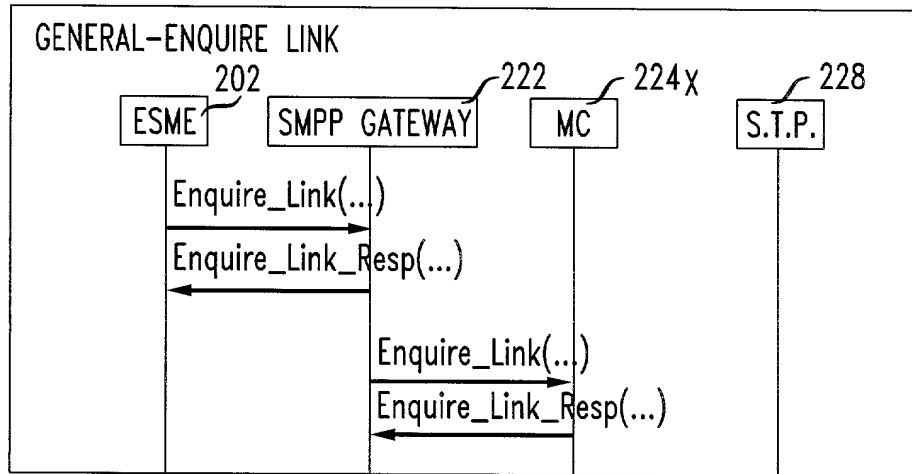 GENERAL-ENQUIRE LINK
202 222 224X 228
ESME SMPP GATEWAY MC S.T.P.
Enquire_Link(...)
Enquire_Link_Resp(...)
Enquire_Link(...)
Enquire_Link_Resp(...)